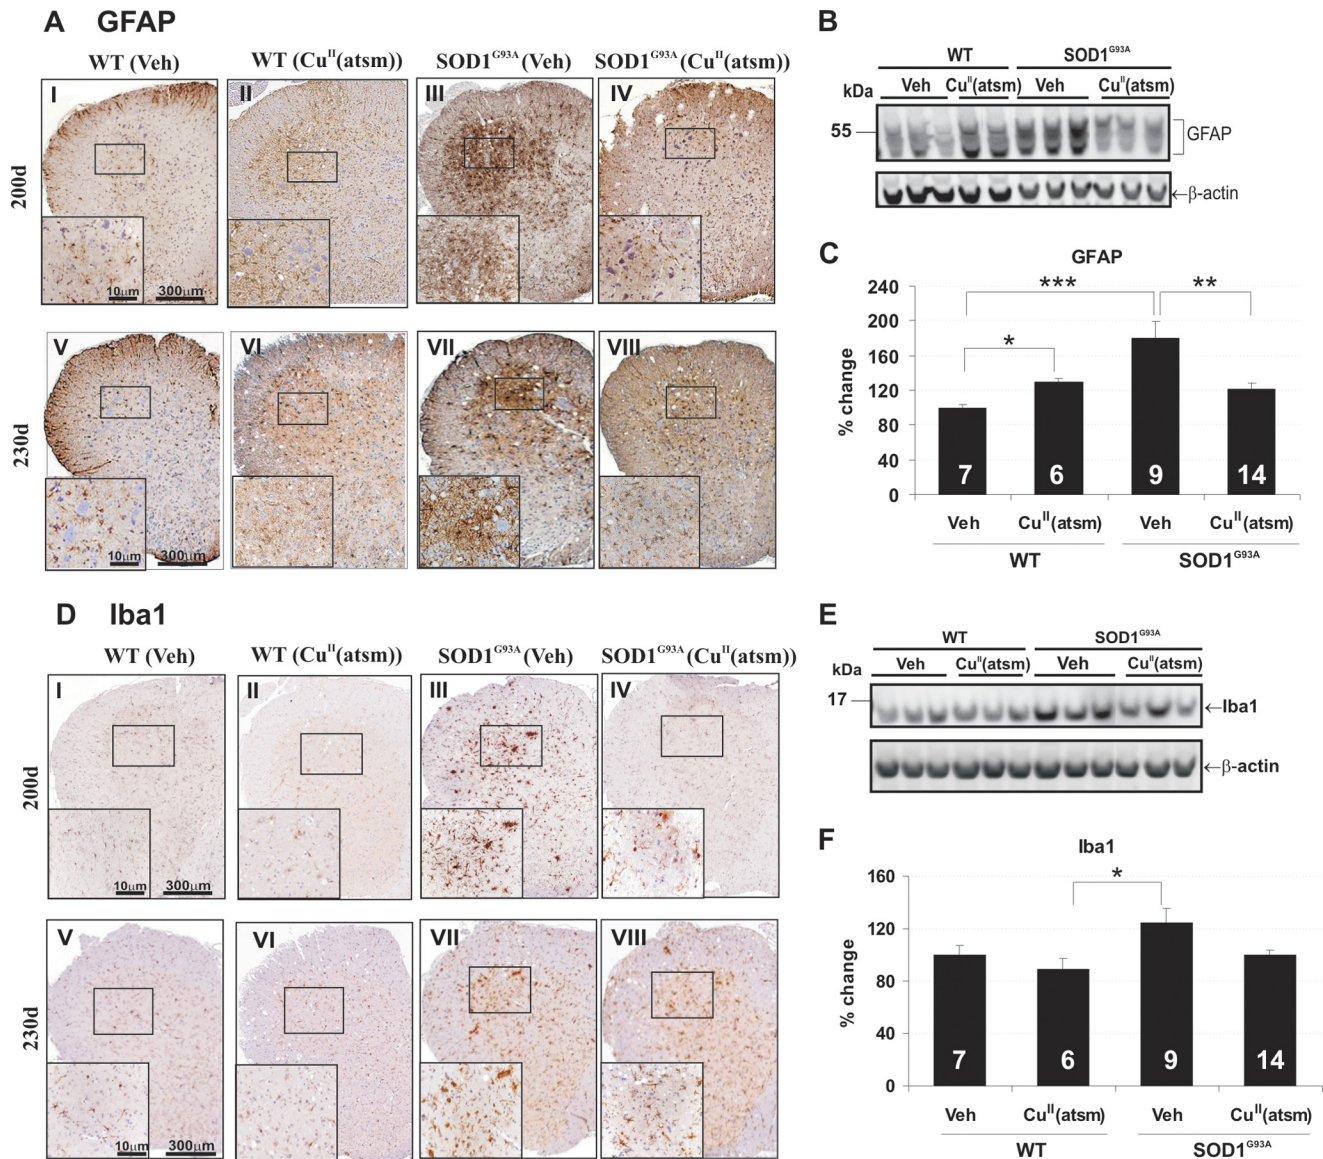 A GFAP
WT (Veh) WT (Cu^II(atsm)) SOD1^G93A (Veh) SOD1^G93A (Cu^II(atsm))
200d
I II III IV
10μm 300μm
230d
V VI VII VIII
10μm 300μm
B
WT SOD1^G93A
Veh Cu^II(atsm) Veh Cu^II(atsm)
kDa
55
GFAP
←β-actin
C
GFAP
% change
240
200
160
120
80
40
0
*
***
**
7 6 9 14
Veh Cu^II(atsm) Veh Cu^II(atsm)
WT SOD1^G93A
D Iba1
WT (Veh) WT (Cu^II(atsm)) SOD1^G93A (Veh) SOD1^G93A (Cu^II(atsm))
200d
I II III IV
10μm 300μm
230d
V VI VII VIII
10μm 300μm
E
WT SOD1^G93A
Veh Cu^II(atsm) Veh Cu^II(atsm)
kDa
17
←Iba1
←β-actin
F
Iba1
% change
160
120
80
40
0
*
7 6 9 14
Veh Cu^II(atsm) Veh Cu^II(atsm)
WT SOD1^G93A